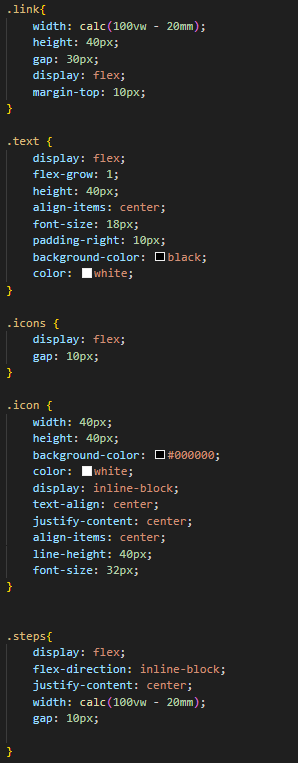 .link{
    width: calc(100vw - 20mm);
    height: 40px;
    gap: 30px;
    display: flex;
    margin-top: 10px;
}
.text {
    display: flex;
    flex-grow: 1;
    height: 40px;
    align-items: center;
    font-size: 18px;
    padding-right: 10px;
    background-color: black;
    color: white;
}
.icons {
    display: flex;
    gap: 10px;
}
.icon {
    width: 40px;
    height: 40px;
    background-color: #000000;
    color: white;
    display: inline-block;
    text-align: center;
    justify-content: center;
    align-items: center;
    line-height: 40px;
    font-size: 32px;
}
.steps{
    display: flex;
    flex-direction: inline-block;
    justify-content: center;
    width: calc(100vw - 20mm);
    gap: 10px;
}